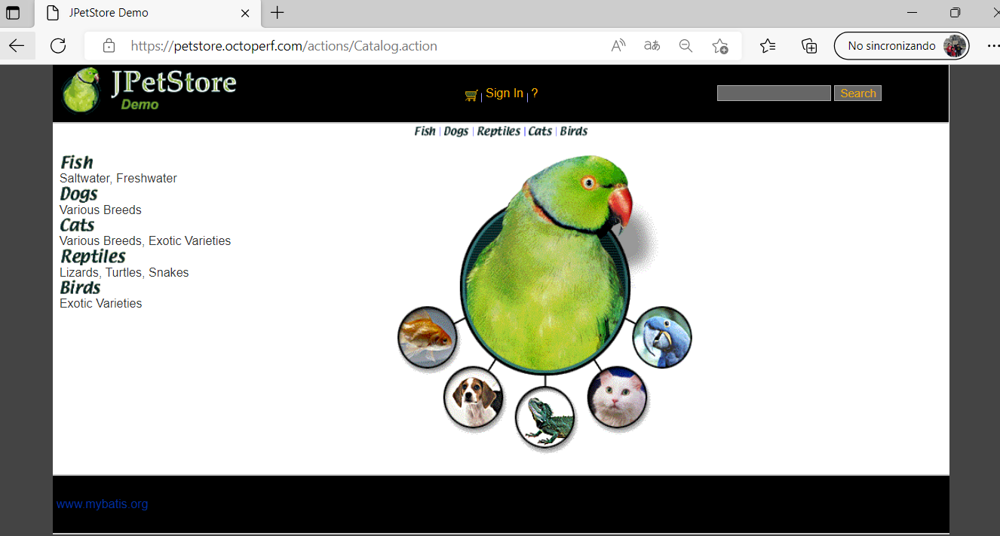 JPetStore Demo
https://petstore.octoperf.com/actions/Catalog.action
No sincronizando
JPetStore
Demo
Sign In | ?
Search
Fish | Dogs | Reptiles | Cats | Birds
Fish
Saltwater, Freshwater
Dogs
Various Breeds
Cats
Various Breeds, Exotic Varieties
Reptiles
Lizards, Turtles, Snakes
Birds
Exotic Varieties
www.mybatis.org